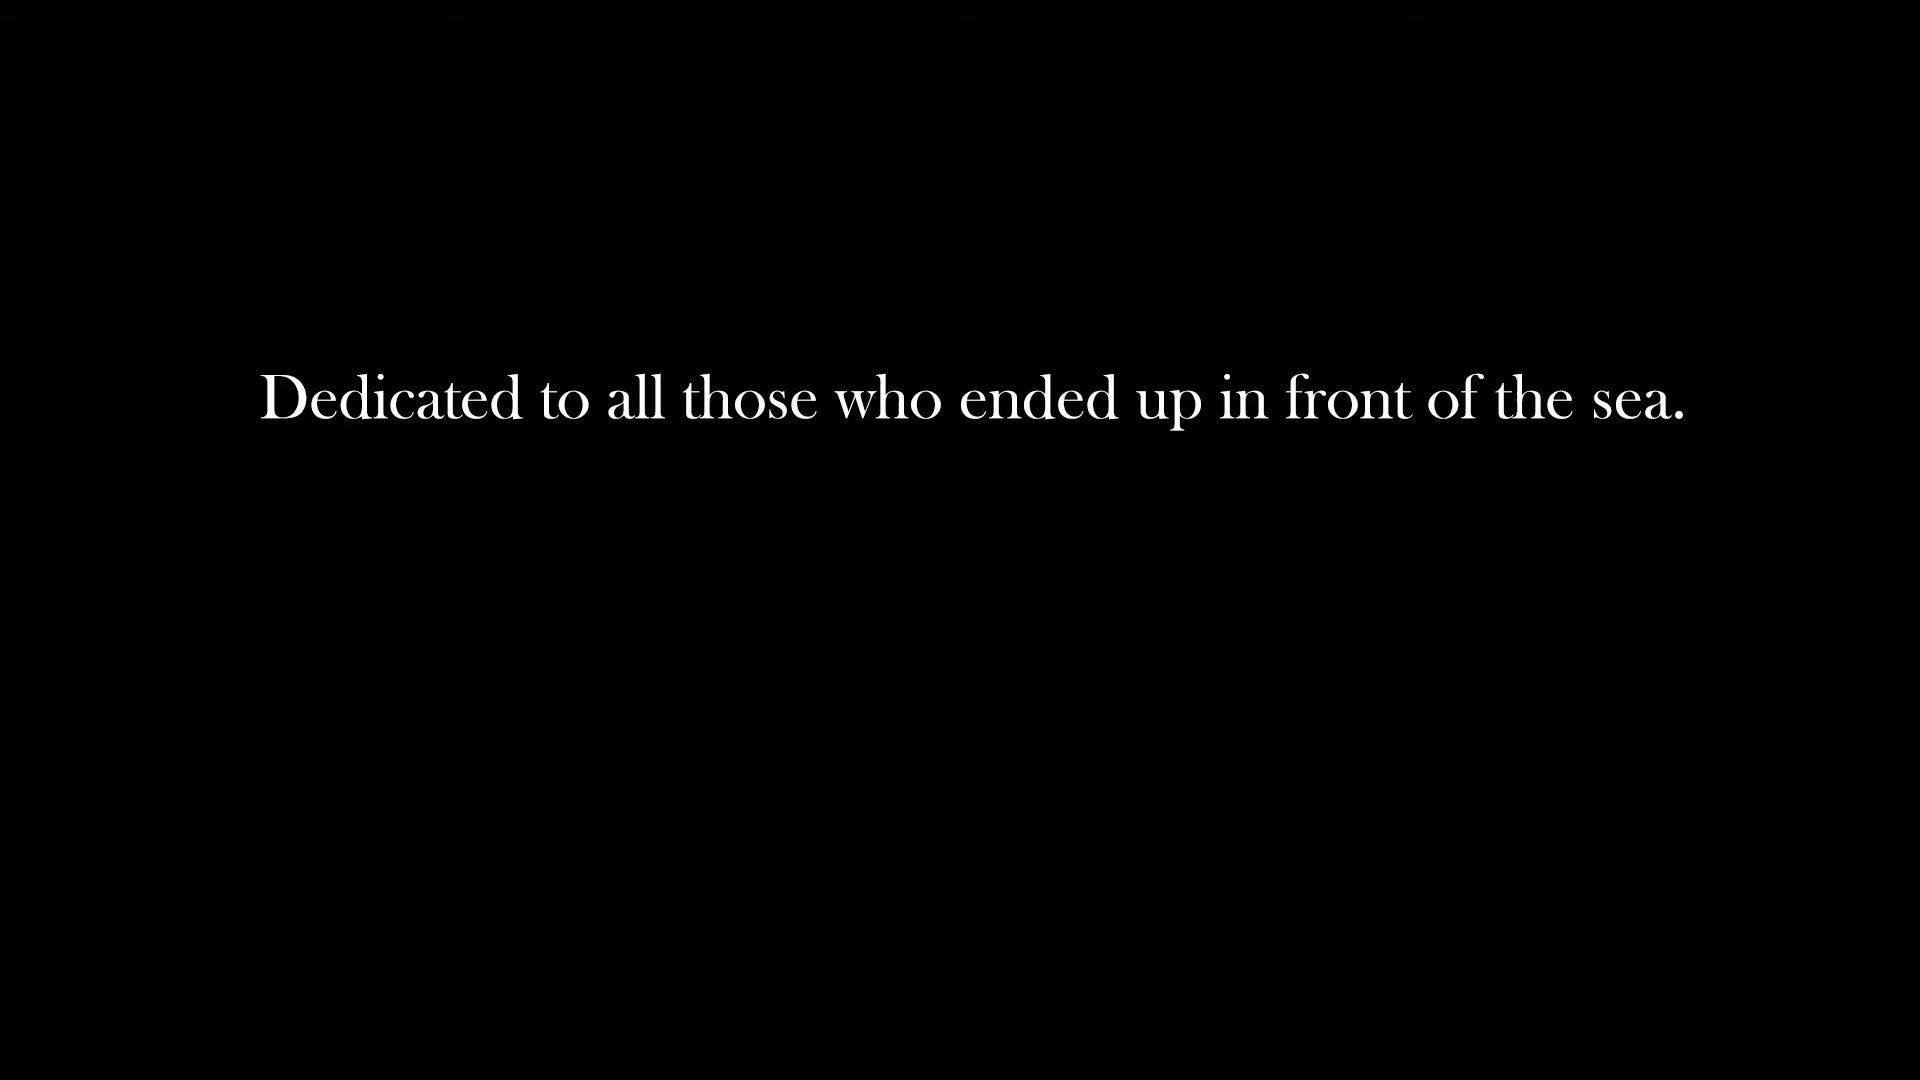 Dedicated to all those who ended up in front of the sea.